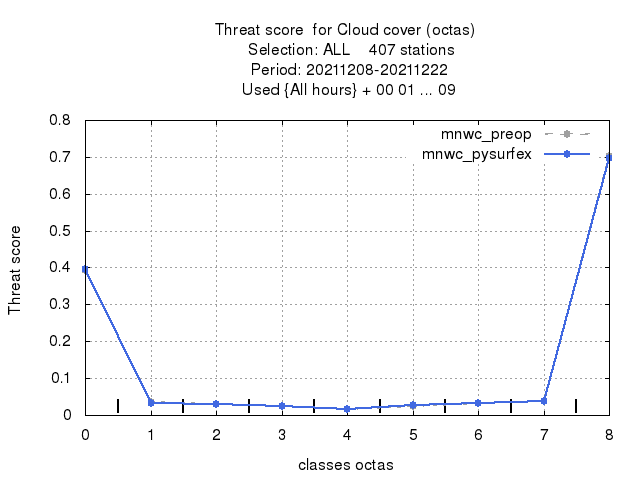 Threat score  for Cloud cover (octas)
Selection: ALL    407 stations
Period: 20211208-20211222
Used {All hours} + 00 01 ... 09
mnwc_preop
mnwc_pysurfex
0.8
0.7
0.6
0.5
0.4
0.3
0.2
0.1
0
Threat score
0 1 2 3 4 5 6 7 8
classes octas